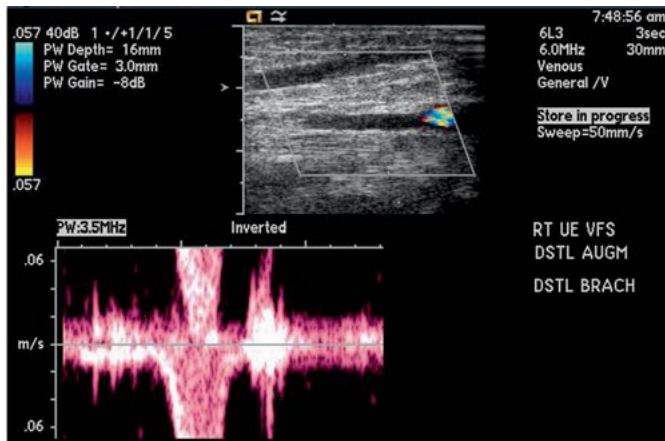 7:48:56 am
.057 40dB 1 •/+1/1/5
PW Depth= 16mm
PW Gate= 3.0mm
PW Gain= -8dB
.057
6L3 3sec
6.0MHz 30mm
Venous
General /V
Store in progress
Sweep=50mm/s
PW:3.5MHz Inverted
RT UE VFS
DSTL AUGM
DSTL BRACH
.06
m/s
.06